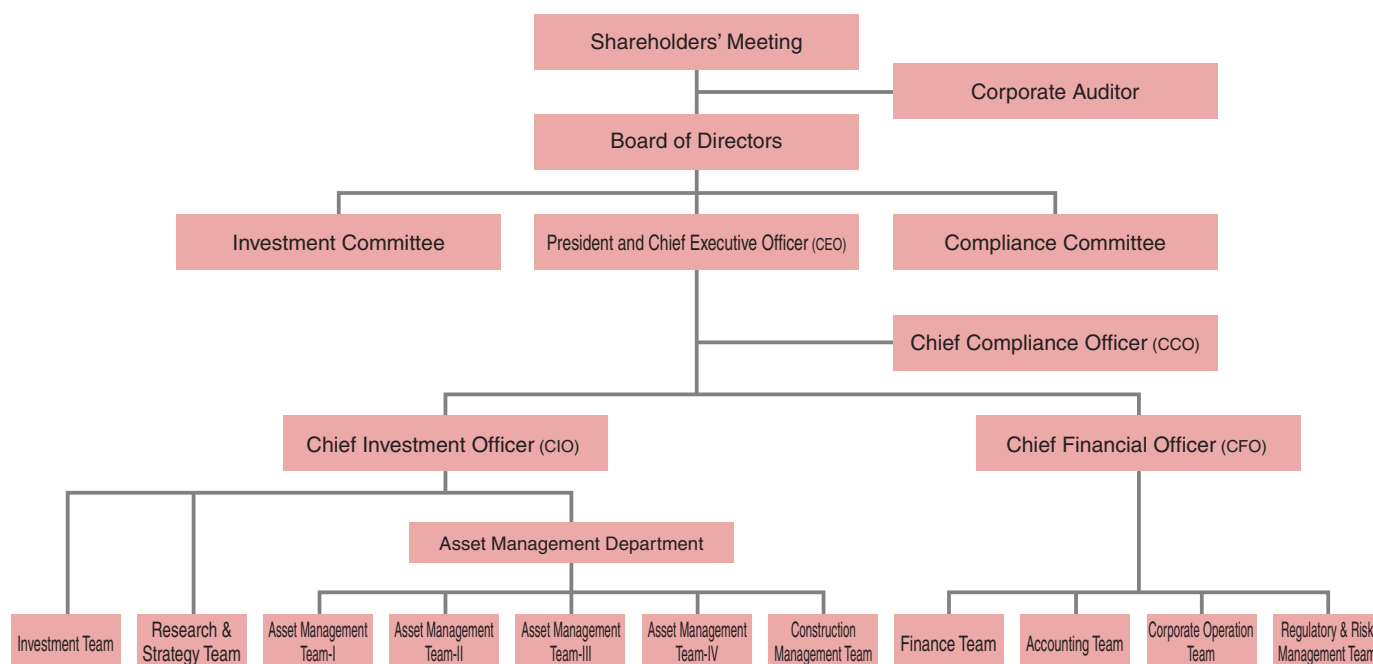 Shareholders’ Meeting
Corporate Auditor
Board of Directors
Investment Committee
President and Chief Executive Officer (CEO)
Compliance Committee
Chief Compliance Officer (CCO)
Chief Investment Officer (CIO)
Chief Financial Officer (CFO)
Asset Management Department
Investment Team
Research &
Strategy Team
Asset Management
Team-I
Asset Management
Team-II
Asset Management
Team-III
Asset Management
Team-IV
Construction
Management Team
Finance Team
Accounting Team
Corporate Operation
Team
Regulatory & Risk
Management Team